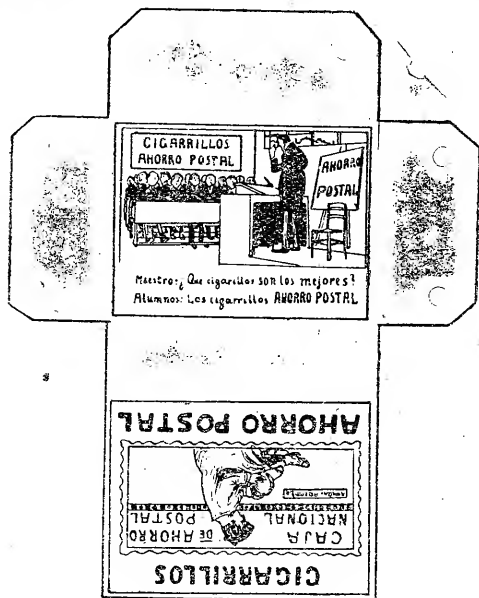 CIGARRILLOS
AHORRO POSTAL
AHORRO
POSTAL
Maestro: ¿ Que cigarillos son los mejores?
Alumnos: Los cigarrillos AHORRO POSTAL
CIGARRILLOS
CAJA
NACIONAL
DE AHORRO
POSTAL
AHORRO POSTAL